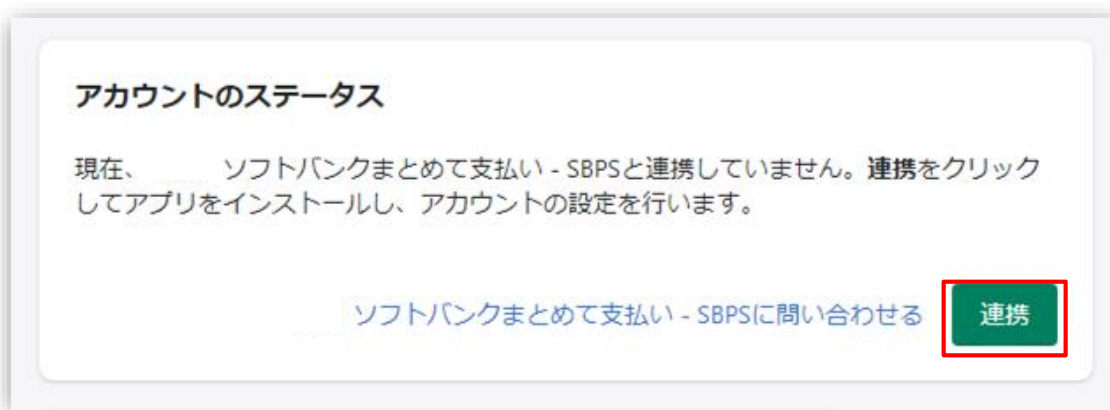 アカウントのステータス
現在、 ソフトバンクまとめて支払い - SBPSと連携していません。連携をクリック
してアプリをインストールし、アカウントの設定を行います。
ソフトバンクまとめて支払い - SBPSに問い合わせる 連携